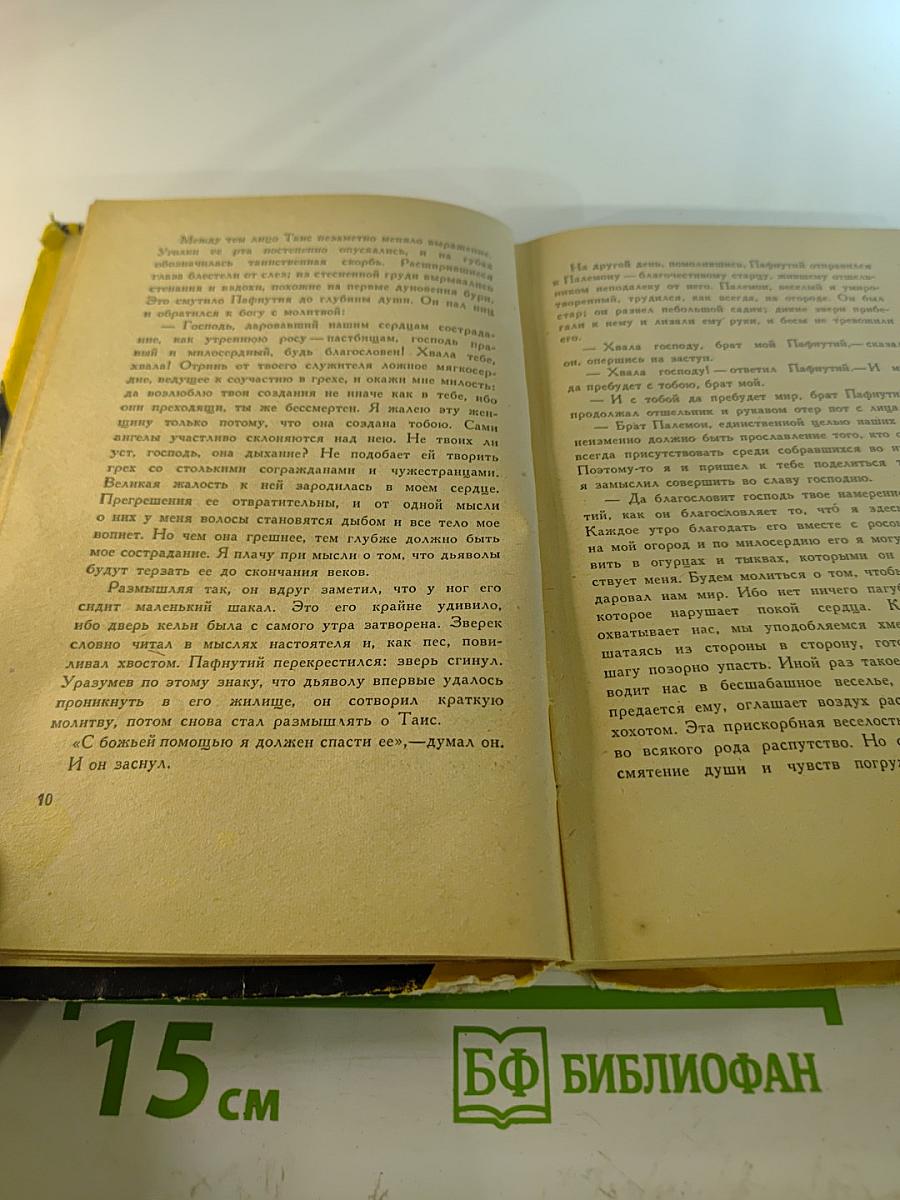 Между тем лицо Таис незаметно меняло выражение.
Уголки ее рта постепенно опускались, и на губах
обозначилась таинственная скорбь. Расширившиеся
глаза блестели от слез; из стесненной груди вырывались
стенания и вздохи, похожие на первые дуновения бури.
Это смутило Пафнутия до глубины души. Он пал ниц
и обратился к богу с молитвой:
— Господь, даровавший нашим сердцам сострада-
ние, как утреннюю росу — пастбищам, господь пра-
вый и милосердный, будь благословен! Хвала тебе,
хвала! Отринь от твоего служителя ложное мягкосер-
дие, ведущее к соучастию в грехе, и окажи мне милость:
да возлюблю твои создания не иначе как в тебе, ибо
они преходящи, ты же бессмертен. Я жалею эту жен-
щину только потому, что она создана тобою. Сами
ангелы участливо склоняются над нею. Не твоих ли
уст, господь, она дыхание? Не подобает ей творить
грех со столькими согражданами и чужестранцами.
Великая жалость к ней зародилась в моем сердце.
Прегрешения ее отвратительны, и от одной мысли
о них у меня волосы становятся дыбом и все тело мое
вопиет. Но чем она грешнее, тем глубже должно быть
мое сострадание. Я плачу при мысли о том, что дьяволы
будут терзать ее до скончания веков.
Размышляя так, он вдруг заметил, что у ног его
сидит маленький шакал. Это его крайне удивило,
ибо дверь кельи была с самого утра затворена. Зверек
словно читал в мыслях настоятеля и, как пес, пови-
ливал хвостом. Пафнутий перекрестился: зверь сгинул.
Уразумев по этому знаку, что дьяволу впервые удалось
проникнуть в его жилище, он сотворил краткую
молитву, потом снова стал размышлять о Таис.
«С божьей помощью я должен спасти ее»,—думал он.
И он заснул.
10
На другой день, помолившись, Пафнутий отправился
к Палемону — благочестивому старцу, жившему отшель-
ником неподалеку от него. Палемон, веселый и умиро-
творенный, трудился, как всегда, на огороде. Он был
стар; он развел небольшой садик; дикие звери прибе-
гали к нему и лизали ему руки, и бесы не тревожили
его.
— Хвала господу, брат мой Пафнутий,— сказал
он, опершись на заступ.
— Хвала господу! — ответил Пафнутий.— И м
да пребудет с тобою, брат мой.
— И с тобой да пребудет мир, брат Пафнути
продолжал отшельник и рукавом отер пот с лица
— Брат Палемон, единственной целью наших
неизменно должно быть прославление того, кто о
всегда присутствовать среди собравшихся во и
Поэтому-то я и пришел к тебе поделиться т
я замыслил совершить во славу господню.
— Да благословит господь твое намерение
тий, как он благословляет то, что я здесь
Каждое утро благодать его вместе с росо
на мой огород и по милосердию его я могу
вить в огурцах и тыквах, которыми он
ствует меня. Будем молиться о том, чтобы
даровал нам мир. Ибо нет ничего пагуб
которое нарушает покой сердца. К
охватывает нас, мы уподобляемся хме
шатаясь из стороны в сторону, гото
шагу позорно упасть. Иной раз такое
водит нас в бесшабашное веселье,
предается ему, оглашает воздух рас
хохотом. Эта прискорбная веселость
во всякого рода распутство. Но
смятение души и чувств погруж
15 см
БФ БИБЛИОФАН